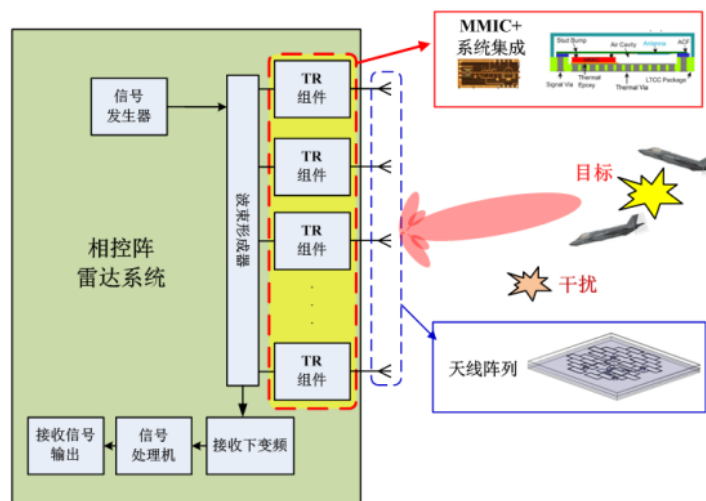 MMIC+
系统集成
Stud Bump
Air Cavity
Antenna
ACF
Signal Via
Thermal
Epoxy
Thermal Via
LTCC Package
信号
发生器
TR
组件
TR
组件
TR
组件
.
.
.
TR
组件
波束形成器
相控阵
雷达系统
目标
干扰
天线阵列
接收信号
输出
信号
处理机
接收下变频